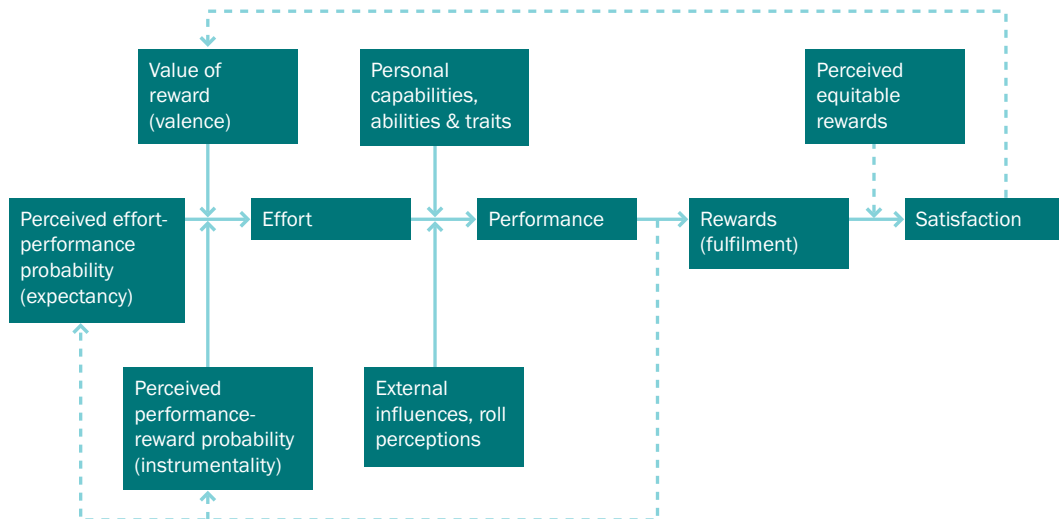 Value of
reward
(valence)
Personal
capabilities,
abilities & traits
Perceived
equitable
rewards
Perceived effort-
performance
probability
(expectancy)
Effort
Performance
Rewards
(fulfilment)
Satisfaction
Perceived
performance-
reward probability
(instrumentality)
External
influences, roll
perceptions